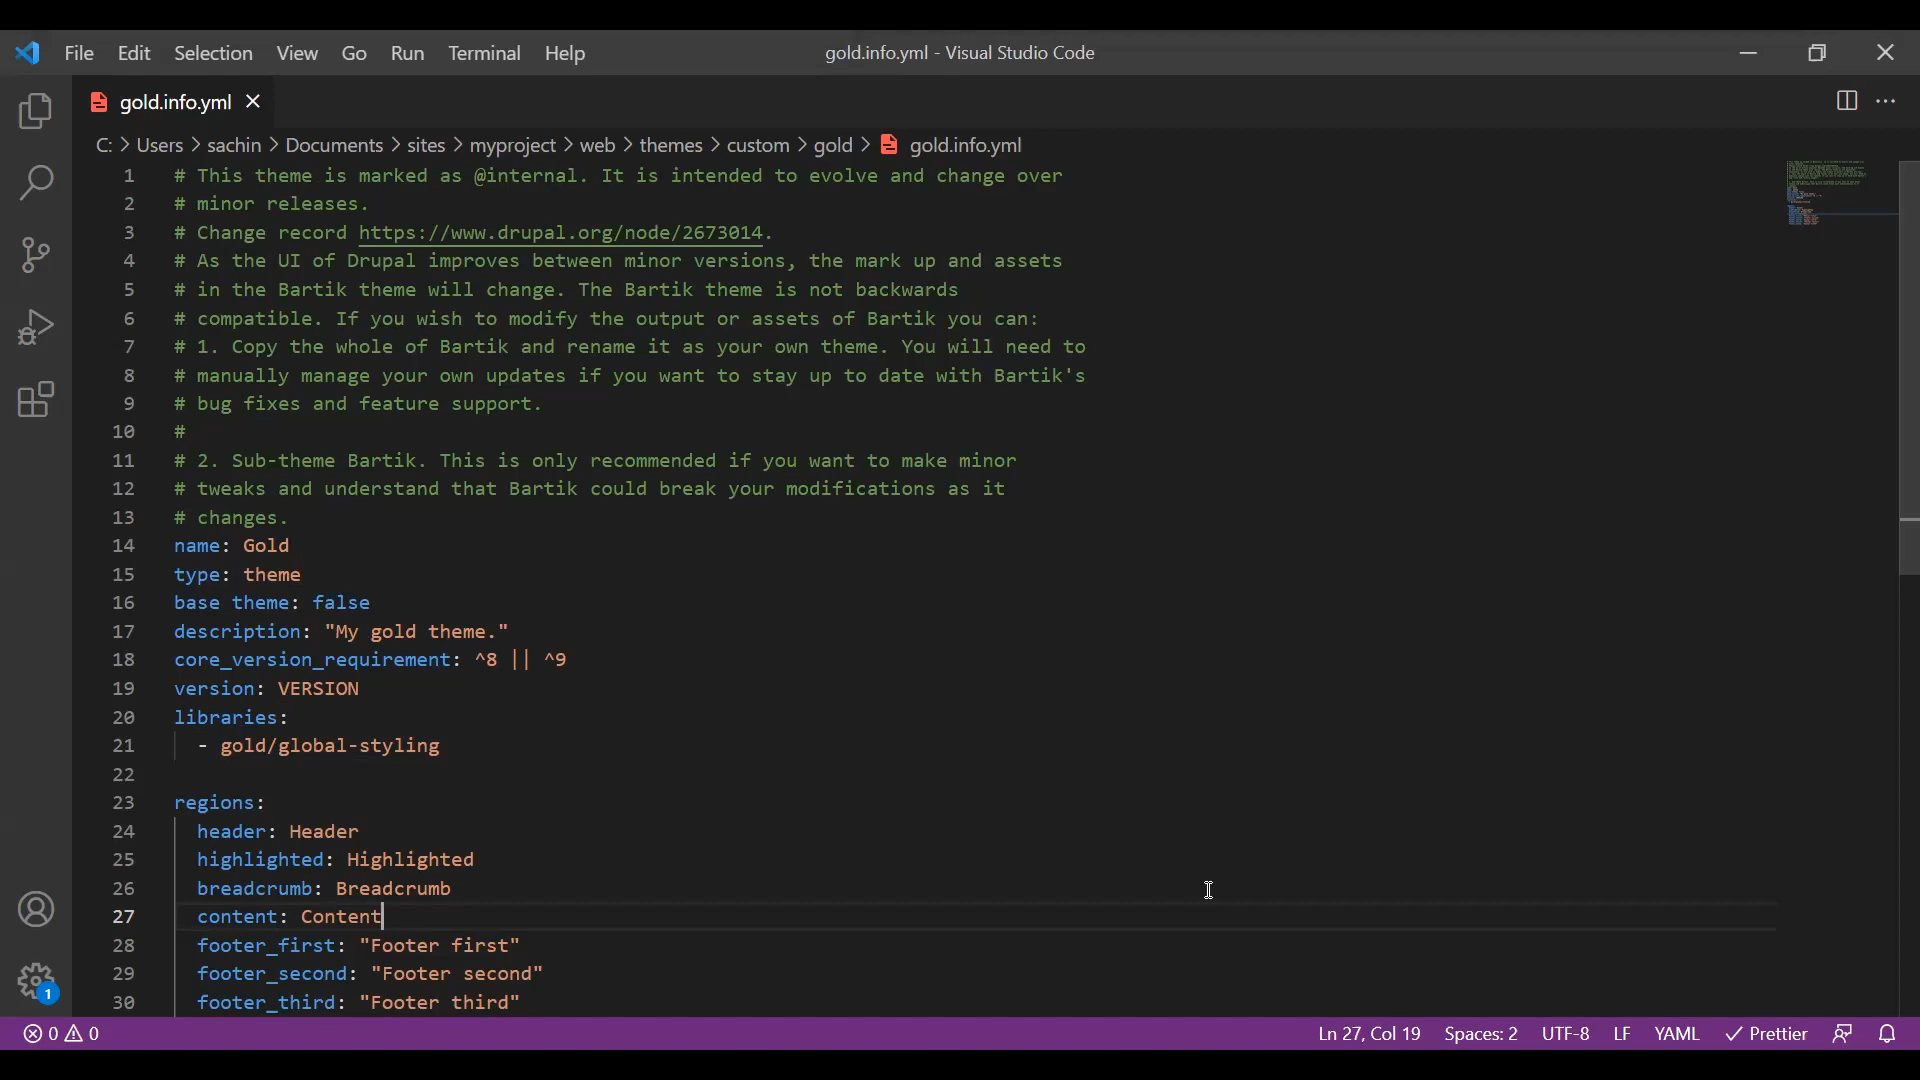 File Edit Selection View Go Run Terminal Help gold.info.yml - Visual Studio Code
gold.info.yml
C: > Users > sachin > Documents > sites > myproject > web > themes > custom > gold > gold.info.yml
1 # This theme is marked as @internal. It is intended to evolve and change over
2 # minor releases.
3 # Change record https://www.drupal.org/node/2673014.
4 # As the UI of Drupal improves between minor versions, the mark up and assets
5 # in the Bartik theme will change. The Bartik theme is not backwards
6 # compatible. If you wish to modify the output or assets of Bartik you can:
7 # 1. Copy the whole of Bartik and rename it as your own theme. You will need to
8 # manually manage your own updates if you want to stay up to date with Bartik's
9 # bug fixes and feature support.
10 #
11 # 2. Sub-theme Bartik. This is only recommended if you want to make minor
12 # tweaks and understand that Bartik could break your modifications as it
13 # changes.
14 name: Gold
15 type: theme
16 base theme: false
17 description: "My gold theme."
18 core_version_requirement: ^8 || ^9
19 version: VERSION
20 libraries:
21   - gold/global-styling
22
23 regions:
24   header: Header
25   highlighted: Highlighted
26   breadcrumb: Breadcrumb
27   content: Content
28   footer_first: "Footer first"
29   footer_second: "Footer second"
30   footer_third: "Footer third"
1
0 0 Ln 27, Col 19 Spaces: 2 UTF-8 LF YAML Prettier